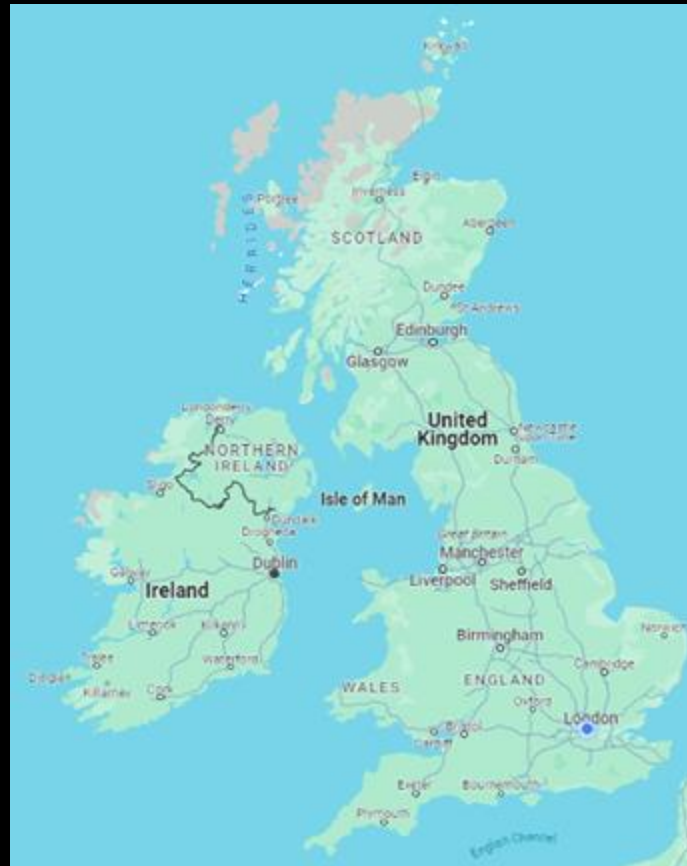 Kirkwall
HEBRIDES
Portree
Inverness
Elgin
Aberdeen
SCOTLAND
Dundee
St Andrews
Edinburgh
Glasgow
Londonderry
Derry
NORTHERN
IRELAND
United
Kingdom
Newcastle
upon Tyne
Durham
Sligo
Isle of Man
Dundalk
Drogheda
Dublin
Galway
Ireland
Great Britain
Manchester
Liverpool
Sheffield
Limerick
Kilkenny
Tralee
Waterford
Dingle
Killarney
Cork
Birmingham
Norwich
Cambridge
WALES
ENGLAND
Oxford
London
Bristol
Cardiff
Exeter
Bournemouth
Plymouth
English Channel